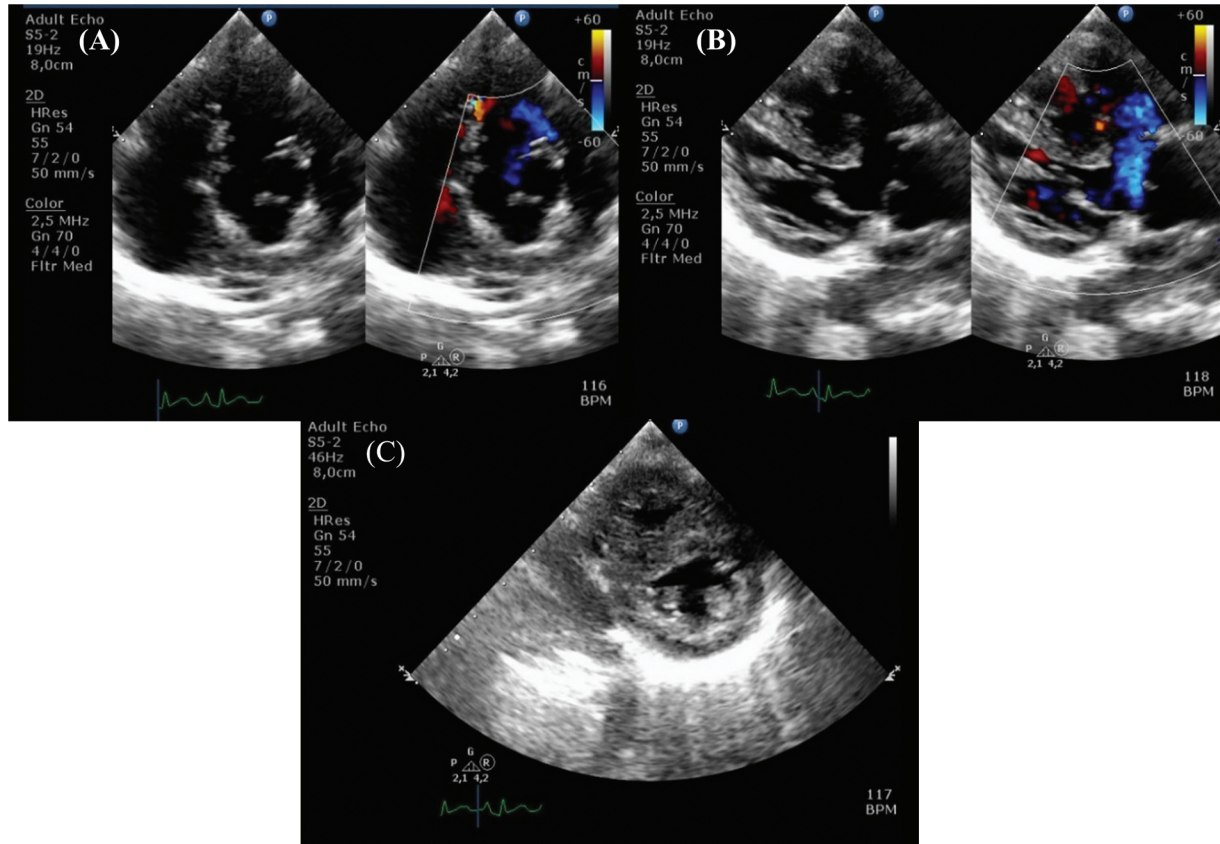 Adult Echo
S5-2
19Hz
8,0cm
(A)
P
P
+60
c
m
/
s
-60
2D
HRes
Gn 54
55
7/2/0
50 mm/s
Color
2,5 MHz
Gn 70
4/4/0
Fltr Med
G
P R
2,1 4,2
116
BPM
Adult Echo
S5-2
19Hz
8,0cm
(B)
P
P
+60
c
m
/
s
-60
2D
HRes
Gn 54
55
7/2/0
50 mm/s
Color
2,5 MHz
Gn 70
4/4/0
Fltr Med
G
P R
2,1 4,2
118
BPM
Adult Echo
S5-2
46Hz
8,0cm
(C)
P
2D
HRes
Gn 54
55
7/2/0
50 mm/s
G
P R
2,1 4,2
117
BPM